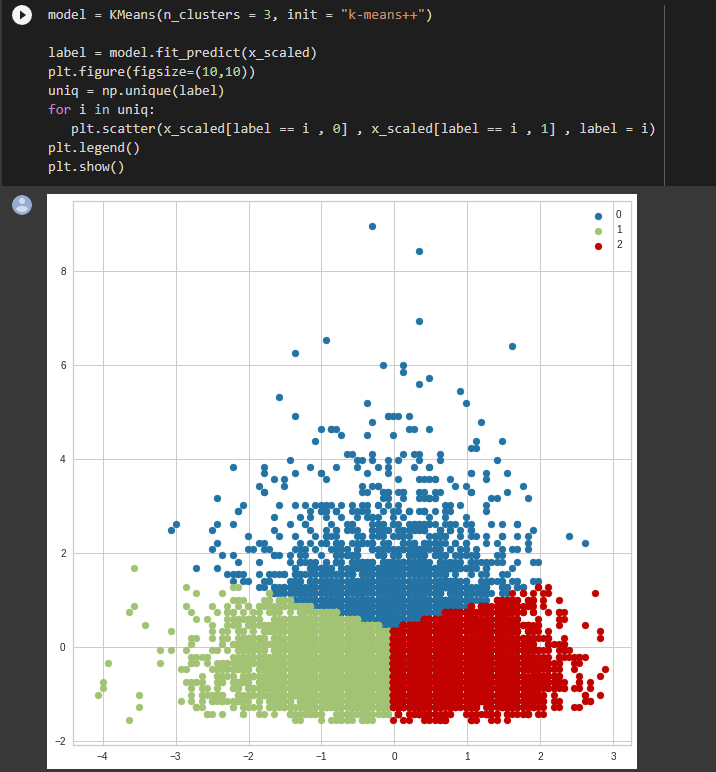 model = KMeans(n_clusters = 3, init = "k-means++")
label = model.fit_predict(x_scaled)
plt.figure(figsize=(10,10))
uniq = np.unique(label)
for i in uniq:
plt.scatter(x_scaled[label == i , 0] , x_scaled[label == i , 1] , label = i)
plt.legend()
plt.show()
0
1
2
8
6
4
2
0
−2
−4 −3 −2 −1 0 1 2 3